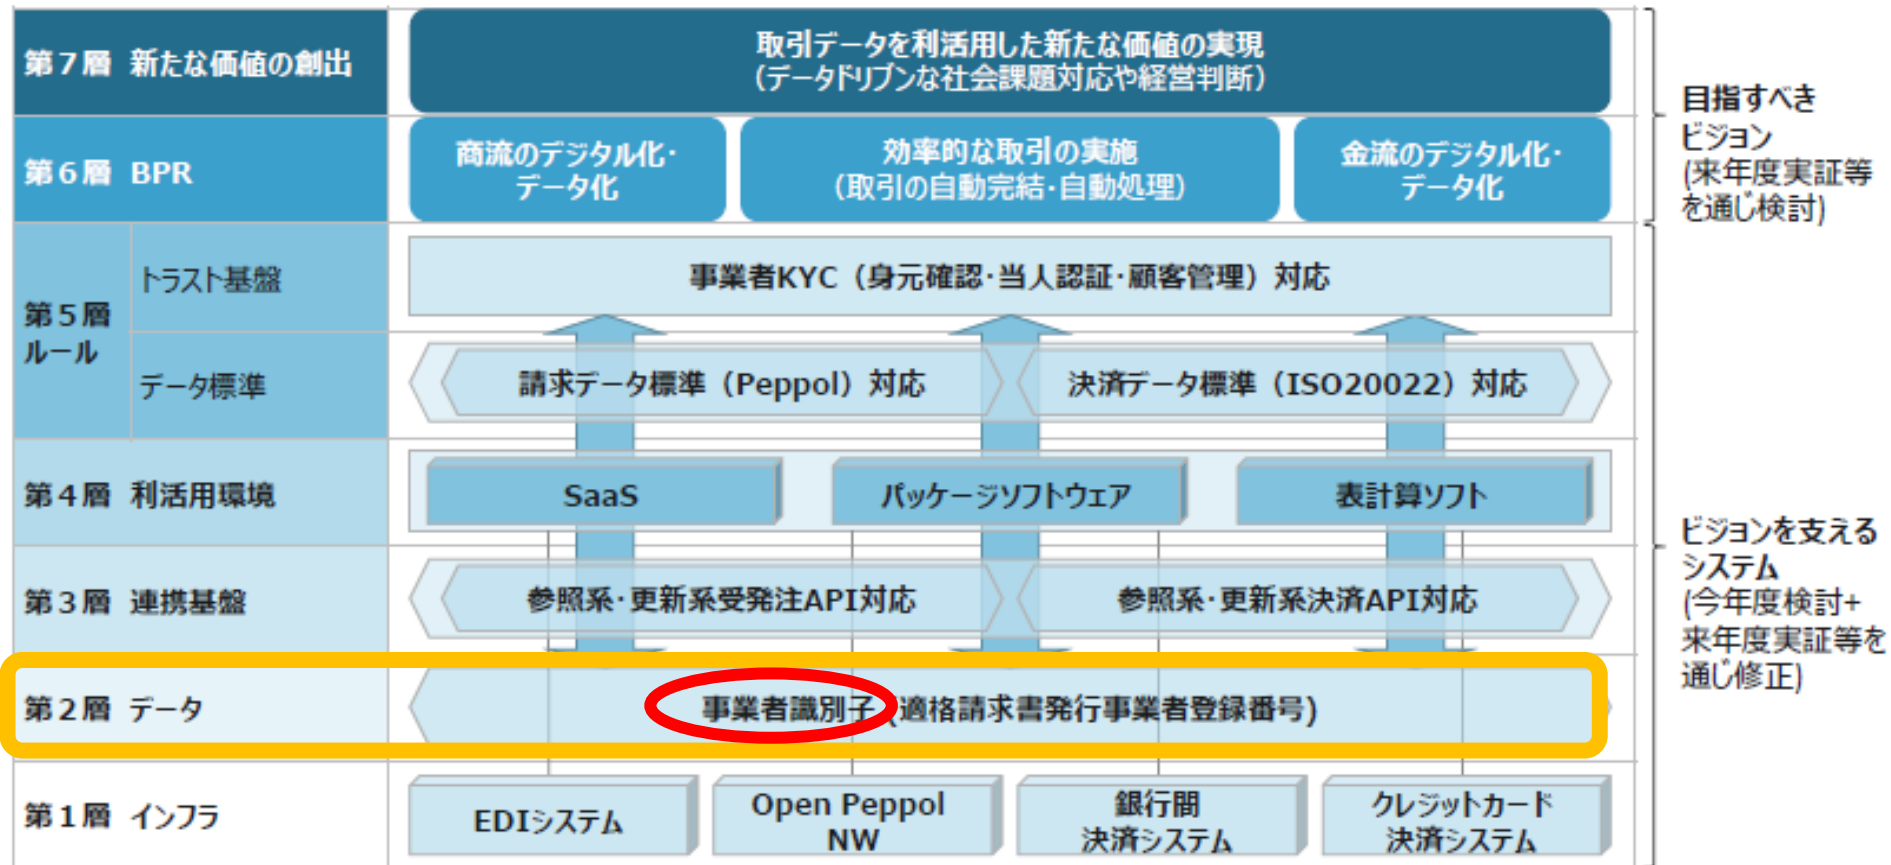 第7層 新たな価値の創出
取引データを利活用した新たな価値の実現
(データドリブンな社会課題対応や経営判断)
第6層 BPR
商流のデジタル化・
データ化
効率的な取引の実施
(取引の自動完結・自動処理)
金流のデジタル化・
データ化
目指すべき
ビジョン
(来年度実証等
を通じ検討)
第5層
ルール
トラスト基盤
事業者KYC(身元確認・当人認証・顧客管理)対応
データ標準
請求データ標準(Peppol)対応
決済データ標準(ISO20022)対応
第4層 利活用環境
SaaS
パッケージソフトウェア
表計算ソフト
第3層 連携基盤
参照系・更新系受発注API対応
参照系・更新系決済API対応
第2層 データ
事業者識別子(適格請求書発行事業者登録番号)
第1層 インフラ
EDIシステム
Open Peppol
NW
銀行間
決済システム
クレジットカード
決済システム
ビジョンを支える
システム
(今年度検討+
来年度実証等を
通じ修正)